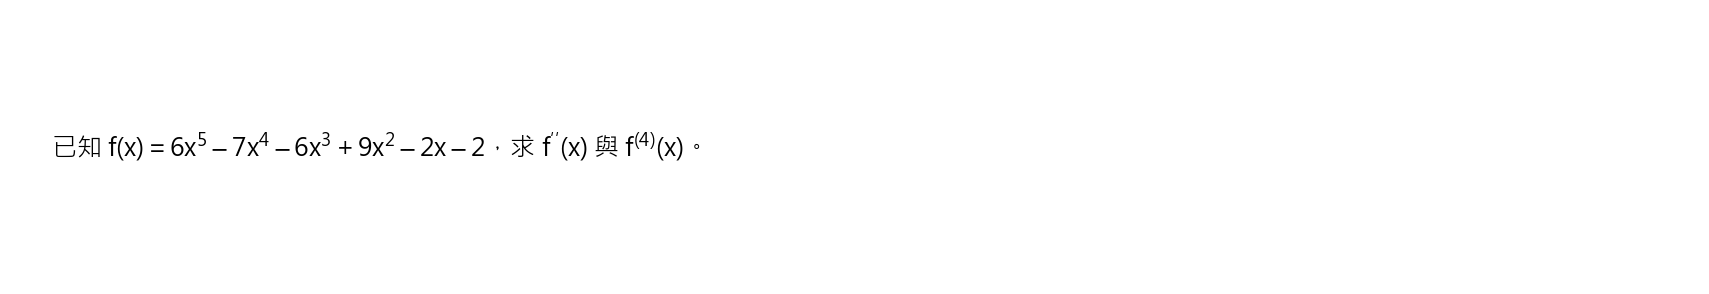 已知 f(x) = 6x⁵ – 7x⁴ – 6x³ + 9x² – 2x – 2，求 f′′(x) 與 f⁽⁴⁾(x)。